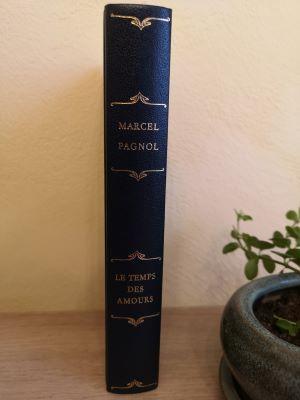 MARCEL
PAGNOL
LE TEMPS
DES
AMOURS